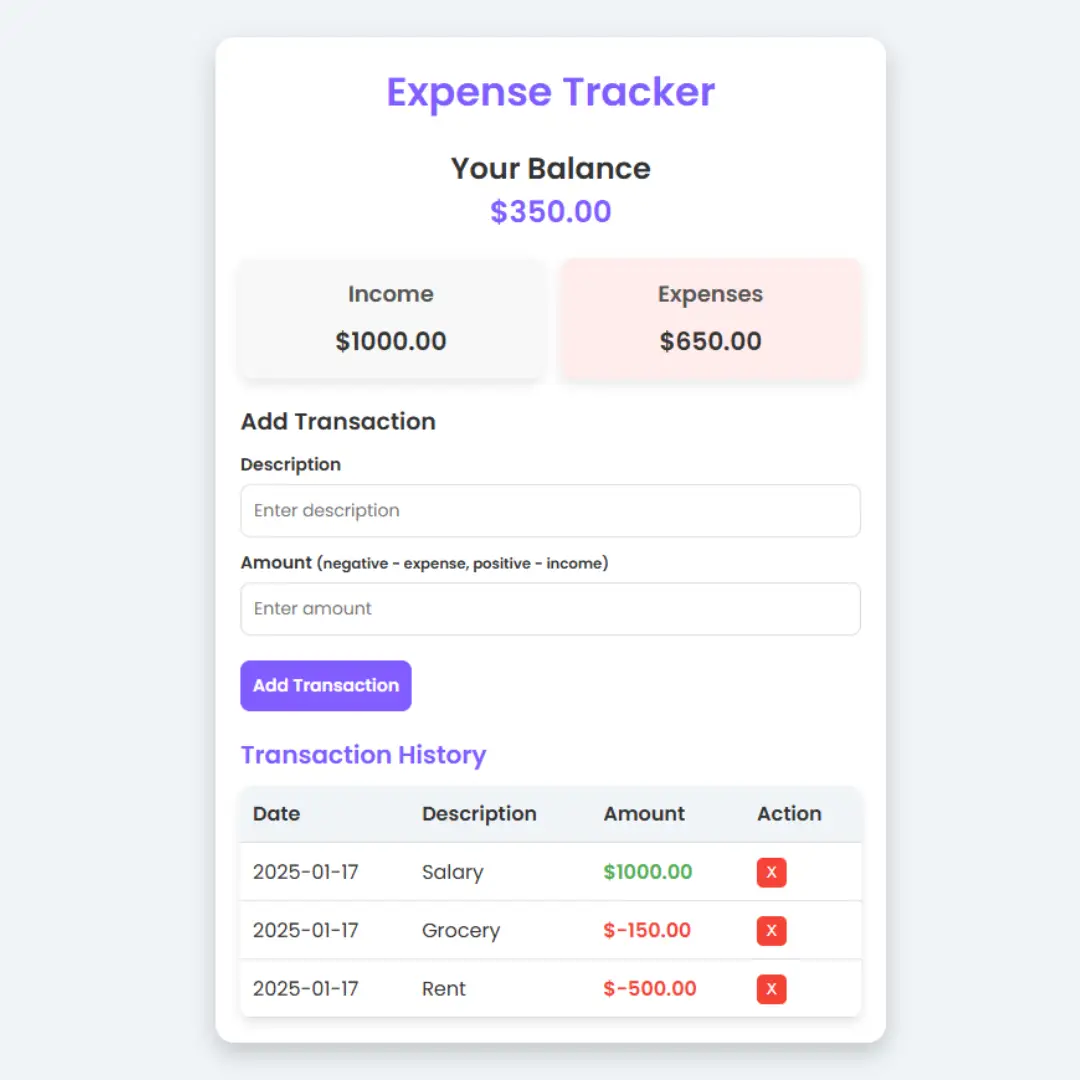 Expense Tracker
Your Balance
$350.00
Income Expenses
$1000.00 $650.00
Add Transaction
Description
Enter description
Amount (negative - expense, positive - income)
Enter amount
Add Transaction
Transaction History
Date Description Amount Action
2025-01-17 Salary $1000.00 X
2025-01-17 Grocery $-150.00 X
2025-01-17 Rent $-500.00 X